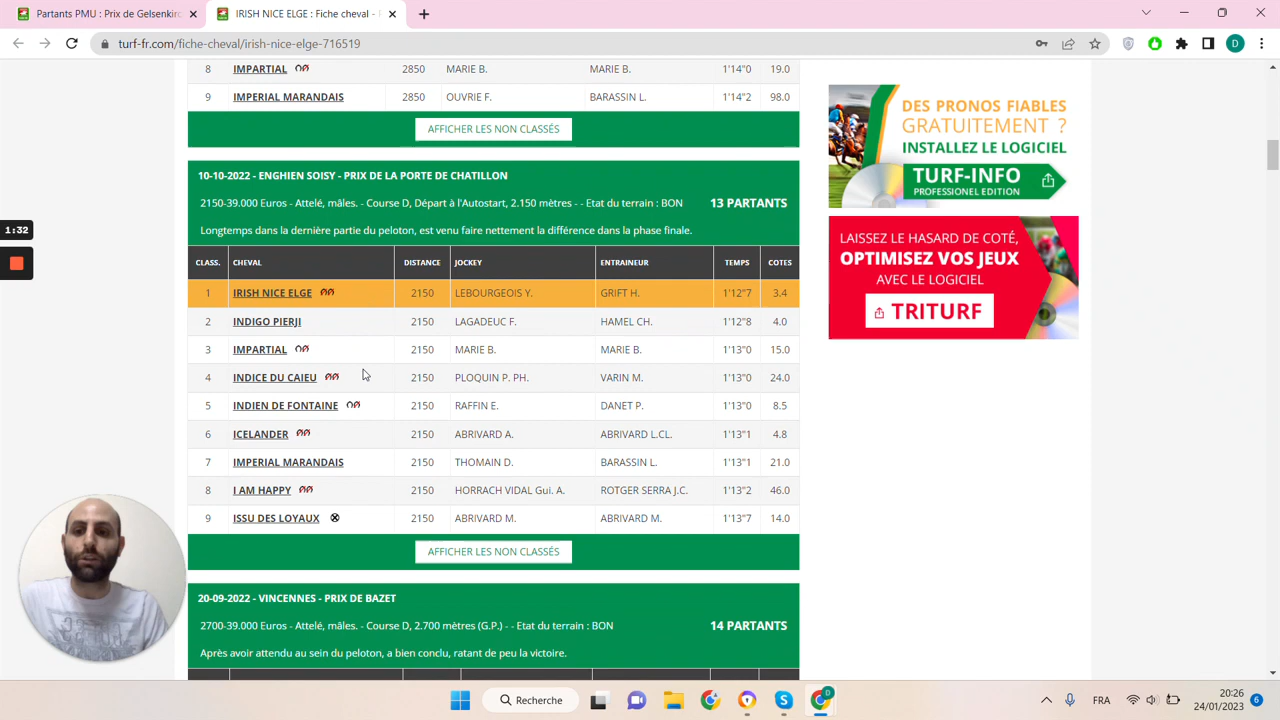 Partants PMU : Prix de Gelsenkirc
IRISH NICE ELGE : Fiche cheval -
turf-fr.com/fiche-cheval/irish-nice-elge-716519
D
8 IMPARTIAL 2850 MARIE B. MARIE B. 1'14"0 19.0
9 IMPERIAL MARANDAIS 2850 OUVRIE F. BARASSIN L. 1'14"2 98.0
AFFICHER LES NON CLASSÉS
10-10-2022 - ENGHIEN SOISY - PRIX DE LA PORTE DE CHATILLON
2150-39.000 Euros - Attelé, mâles. - Course D, Départ à l'Autostart, 2.150 mètres - - Etat du terrain : BON 13 PARTANTS
Longtemps dans la dernière partie du peloton, est venu faire nettement la différence dans la phase finale.
CLASS. CHEVAL DISTANCE JOCKEY ENTRAINEUR TEMPS COTES
1 IRISH NICE ELGE 2150 LEBOURGEOIS Y. GRIFT H. 1'12"7 3.4
2 INDIGO PIERJI 2150 LAGADEUC F. HAMEL CH. 1'12"8 4.0
3 IMPARTIAL 2150 MARIE B. MARIE B. 1'13"0 15.0
4 INDICE DU CAIEU 2150 PLOQUIN P. PH. VARIN M. 1'13"0 24.0
5 INDIEN DE FONTAINE 2150 RAFFIN E. DANET P. 1'13"0 8.5
6 ICELANDER 2150 ABRIVARD A. ABRIVARD L.CL. 1'13"1 4.8
7 IMPERIAL MARANDAIS 2150 THOMAIN D. BARASSIN L. 1'13"1 21.0
8 I AM HAPPY 2150 HORRACH VIDAL Gui. A. ROTGER SERRA J.C. 1'13"2 46.0
9 ISSU DES LOYAUX 2150 ABRIVARD M. ABRIVARD M. 1'13"7 14.0
AFFICHER LES NON CLASSÉS
20-09-2022 - VINCENNES - PRIX DE BAZET
2700-39.000 Euros - Attelé, mâles. - Course D, 2.700 mètres (G.P.) - - Etat du terrain : BON 14 PARTANTS
Après avoir attendu au sein du peloton, a bien conclu, ratant de peu la victoire.
DES PRONOS FIABLES
GRATUITEMENT ?
INSTALLEZ LE LOGICIEL
TURF-INFO
PROFESSIONEL EDITION
LAISSEZ LE HASARD DE COTÉ,
OPTIMISEZ VOS JEUX
AVEC LE LOGICIEL
TRITURF
1:32
Recherche
FRA
20:26
24/01/2023
6